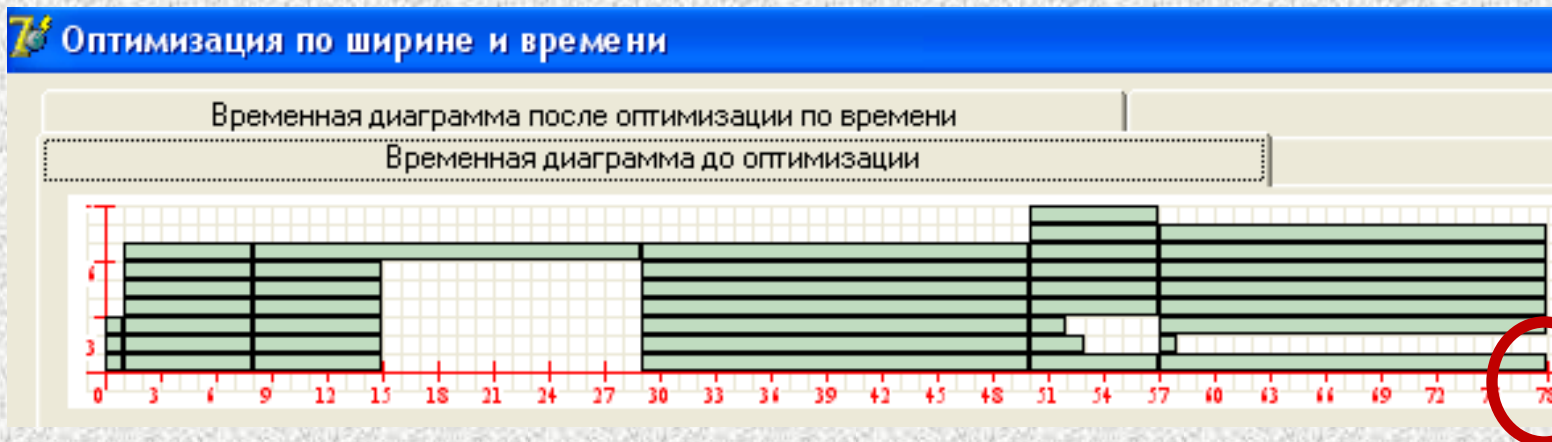 Оптимизация по ширине и времени
Временная диаграмма после оптимизации по времени
Временная диаграмма до оптимизации
6
3
0 3 6 9 12 15 18 21 24 27 30 33 36 39 42 45 48 51 54 57 60 63 66 69 72 78